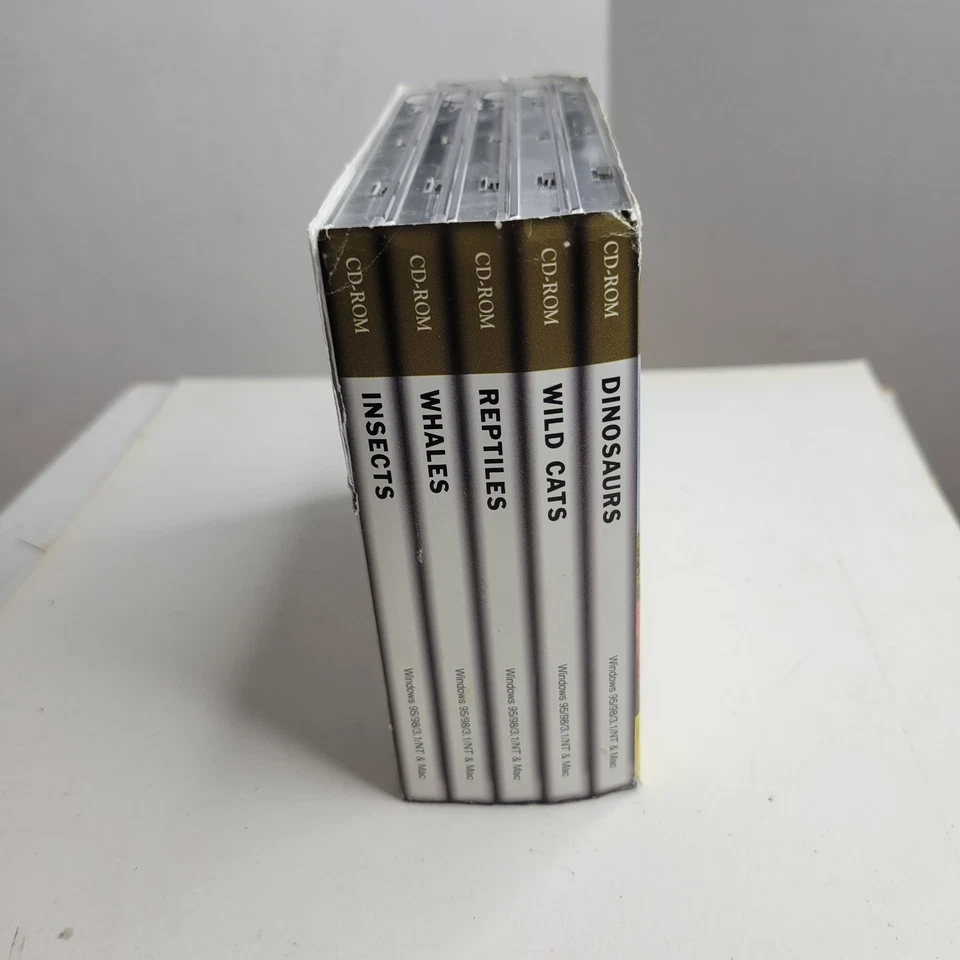 CD-ROM
INSECTS
Windows 95/98/3.1/NT & Mac
CD-ROM
WHALES
Windows 95/98/3.1/NT & Mac
CD-ROM
REPTILES
Windows 95/98/3.1/NT & Mac
CD-ROM
WILD CATS
Windows 95/98/3.1/NT & Mac
CD-ROM
DINOSAURS
Windows 95/98/3.1/NT & Mac